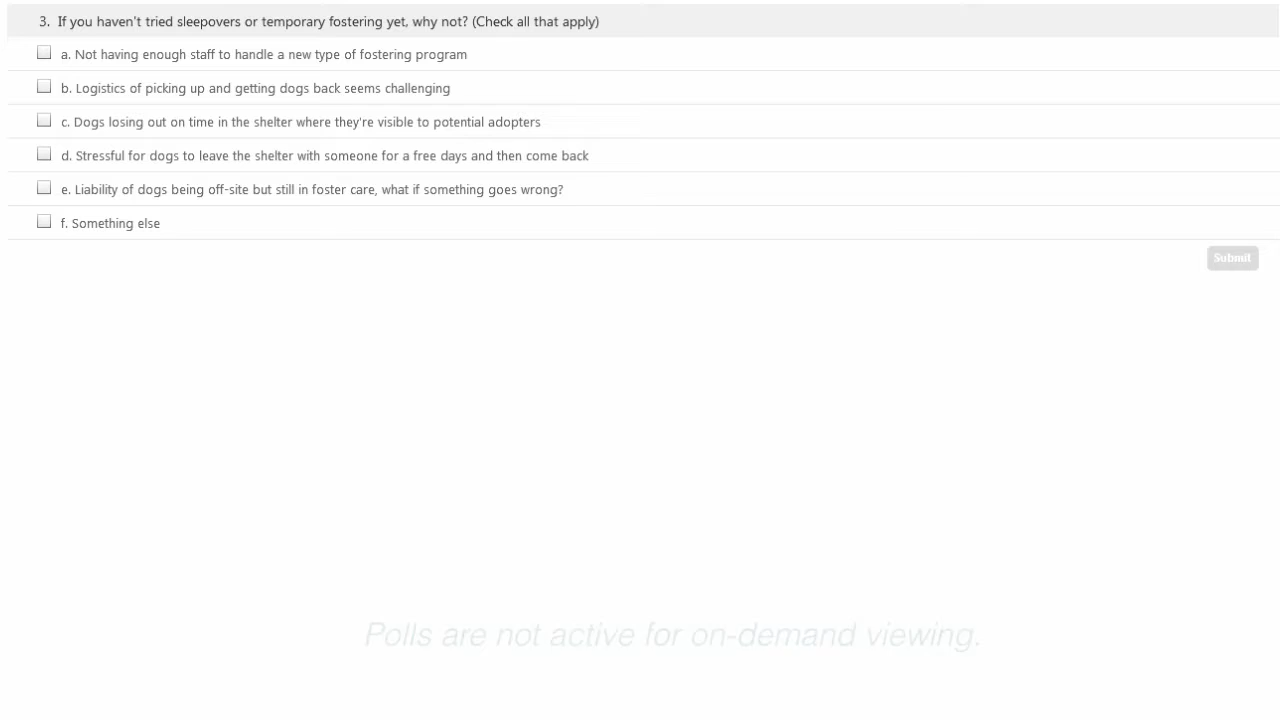 3. If you haven't tried sleepovers or temporary fostering yet, why not? (Check all that apply)
a. Not having enough staff to handle a new type of fostering program
b. Logistics of picking up and getting dogs back seems challenging
c. Dogs losing out on time in the shelter where they're visible to potential adopters
d. Stressful for dogs to leave the shelter with someone for a free days and then come back
e. Liability of dogs being off-site but still in foster care, what if something goes wrong?
f. Something else
Submit
Polls are not active for on-demand viewing.